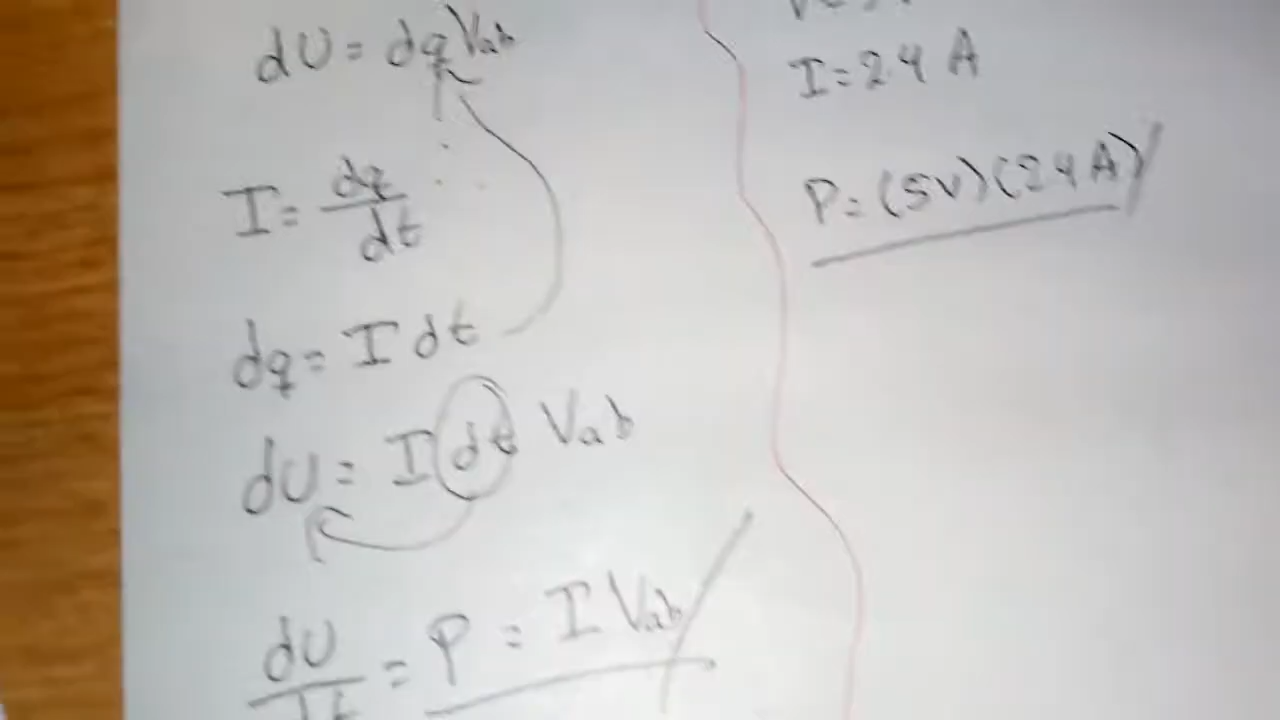 dU = dq Vab
I = dq/dt
dq = I dt
dU = I dt Vab
dU/dt = P = I Vab
I = 24 A
P = (5V)(24A)